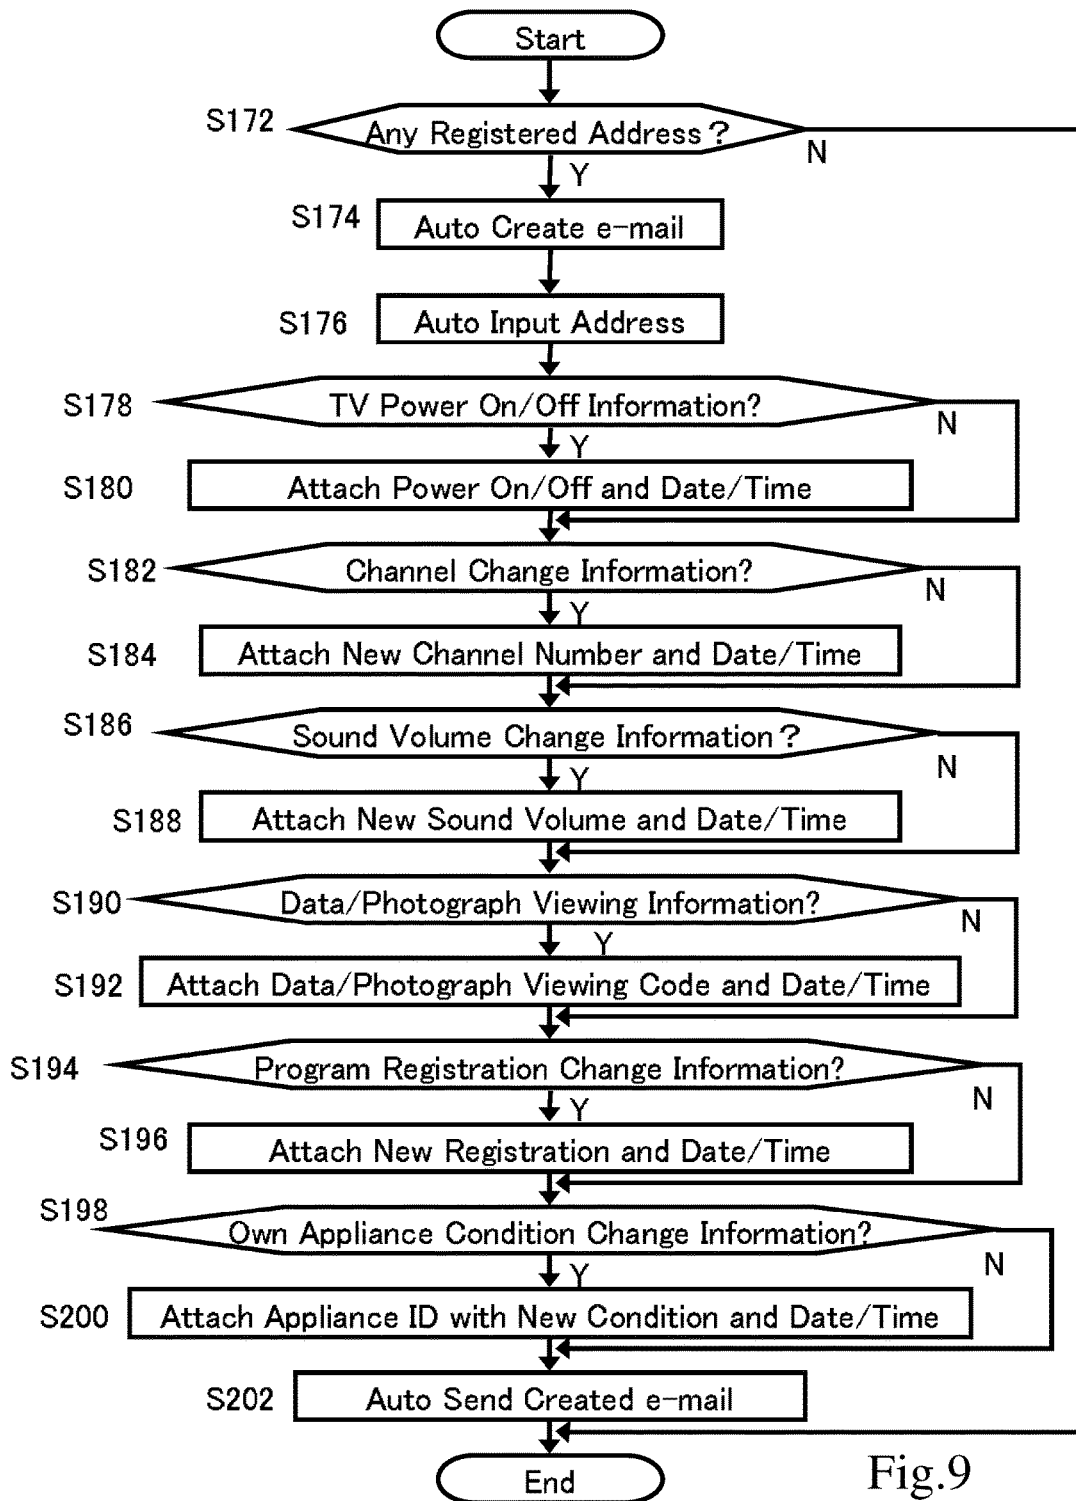 Start
S172
Any Registered Address?
N
Y
S174
Auto Create e-mail
S176
Auto Input Address
S178
TV Power On/Off Information?
N
Y
S180
Attach Power On/Off and Date/Time
S182
Channel Change Information?
N
Y
S184
Attach New Channel Number and Date/Time
S186
Sound Volume Change Information?
N
Y
S188
Attach New Sound Volume and Date/Time
S190
Data/Photograph Viewing Information?
N
Y
S192
Attach Data/Photograph Viewing Code and Date/Time
S194
Program Registration Change Information?
N
Y
S196
Attach New Registration and Date/Time
S198
Own Appliance Condition Change Information?
N
Y
S200
Attach Appliance ID with New Condition and Date/Time
S202
Auto Send Created e-mail
End
Fig.9